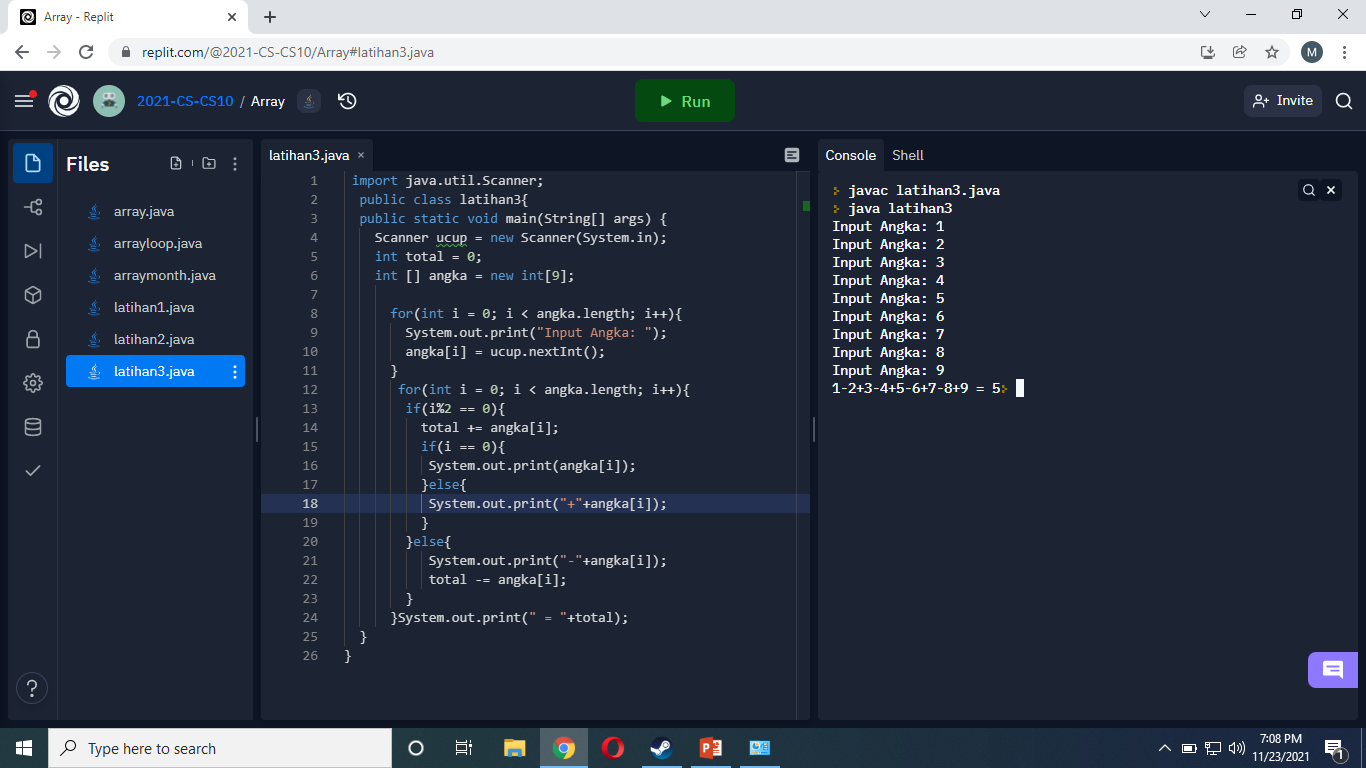 Array - Replit
replit.com/@2021-CS-CS10/Array#latihan3.java
M
2021-CS-CS10 / Array
Run
Invite
Files
array.java
arrayloop.java
arraymonth.java
latihan1.java
latihan2.java
latihan3.java
latihan3.java
1 import java.util.Scanner;
2 public class latihan3{
3 public static void main(String[] args) {
4 Scanner ucup = new Scanner(System.in);
5 int total = 0;
6 int [] angka = new int[9];
7
8 for(int i = 0; i < angka.length; i++){
9 System.out.print("Input Angka: ");
10 angka[i] = ucup.nextInt();
11 }
12 for(int i = 0; i < angka.length; i++){
13 if(i%2 == 0){
14 total += angka[i];
15 if(i == 0){
16 System.out.print(angka[i]);
17 }else{
18 System.out.print("+"+angka[i]);
19 }
20 }else{
21 System.out.print("-"+angka[i]);
22 total -= angka[i];
23 }
24 }System.out.print(" = "+total);
25 }
26 }
Console Shell
javac latihan3.java
java latihan3
Input Angka: 1
Input Angka: 2
Input Angka: 3
Input Angka: 4
Input Angka: 5
Input Angka: 6
Input Angka: 7
Input Angka: 8
Input Angka: 9
1-2+3-4+5-6+7-8+9 = 5
?
Type here to search
7:08 PM
11/23/2021
1